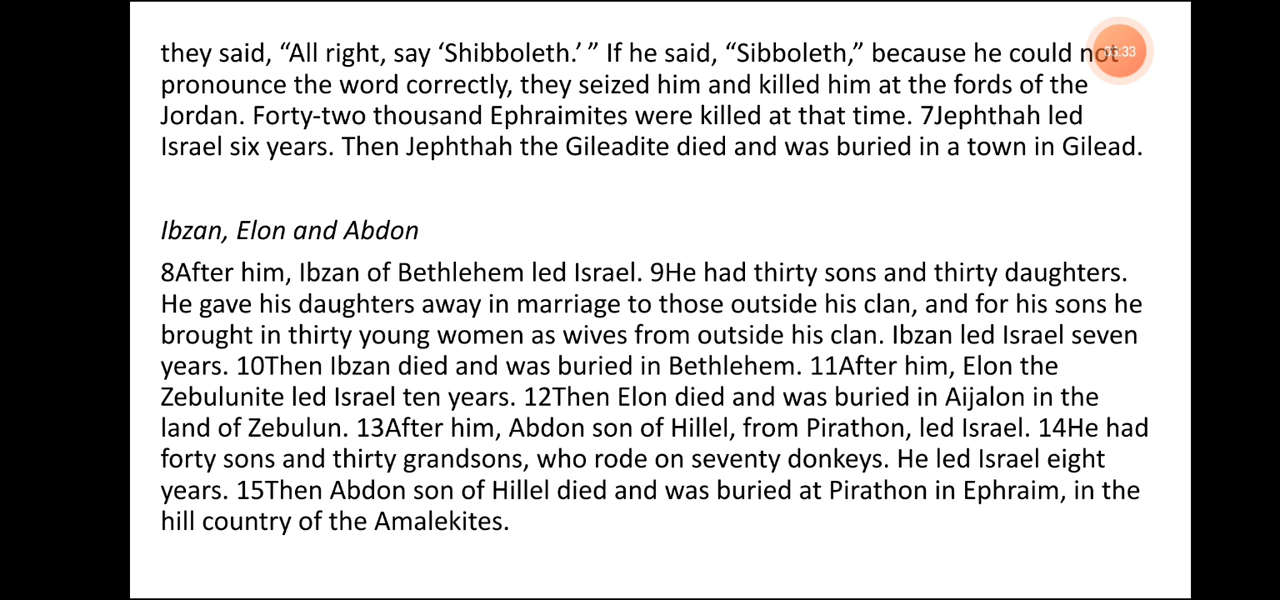 they said, “All right, say ‘Shibboleth.’ ” If he said, “Sibboleth,” because he could not
pronounce the word correctly, they seized him and killed him at the fords of the
Jordan. Forty-two thousand Ephraimites were killed at that time. 7Jephthah led
Israel six years. Then Jephthah the Gileadite died and was buried in a town in Gilead.
Ibzan, Elon and Abdon
8After him, Ibzan of Bethlehem led Israel. 9He had thirty sons and thirty daughters.
He gave his daughters away in marriage to those outside his clan, and for his sons he
brought in thirty young women as wives from outside his clan. Ibzan led Israel seven
years. 10Then Ibzan died and was buried in Bethlehem. 11After him, Elon the
Zebulunite led Israel ten years. 12Then Elon died and was buried in Aijalon in the
land of Zebulun. 13After him, Abdon son of Hillel, from Pirathon, led Israel. 14He had
forty sons and thirty grandsons, who rode on seventy donkeys. He led Israel eight
years. 15Then Abdon son of Hillel died and was buried at Pirathon in Ephraim, in the
hill country of the Amalekites.